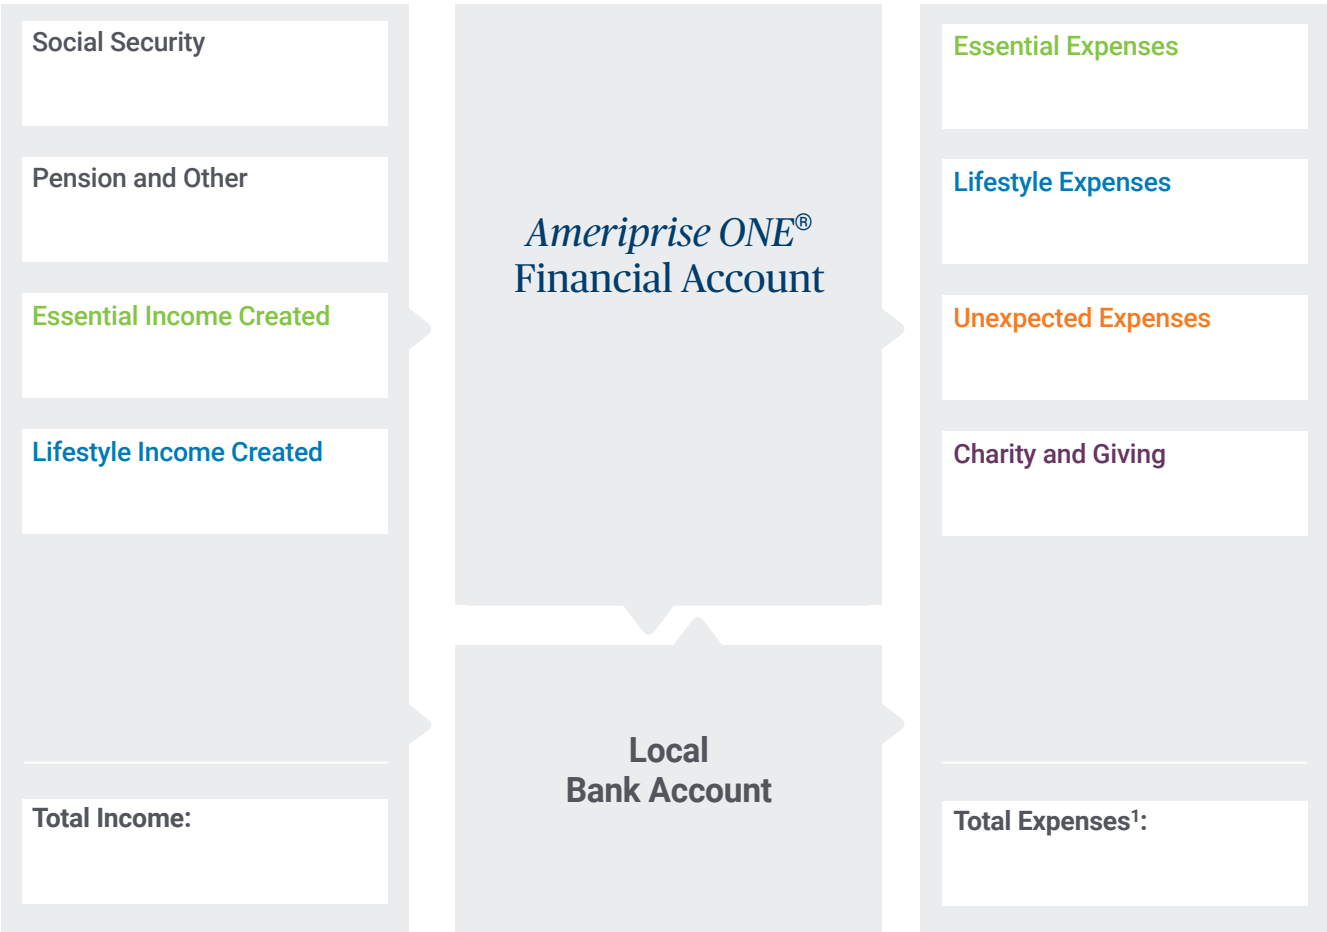 Social Security
Pension and Other
Essential Income Created
Lifestyle Income Created
Total Income:
Ameriprise ONE®
Financial Account
Local
Bank Account
Essential Expenses
Lifestyle Expenses
Unexpected Expenses
Charity and Giving
Total Expenses¹: